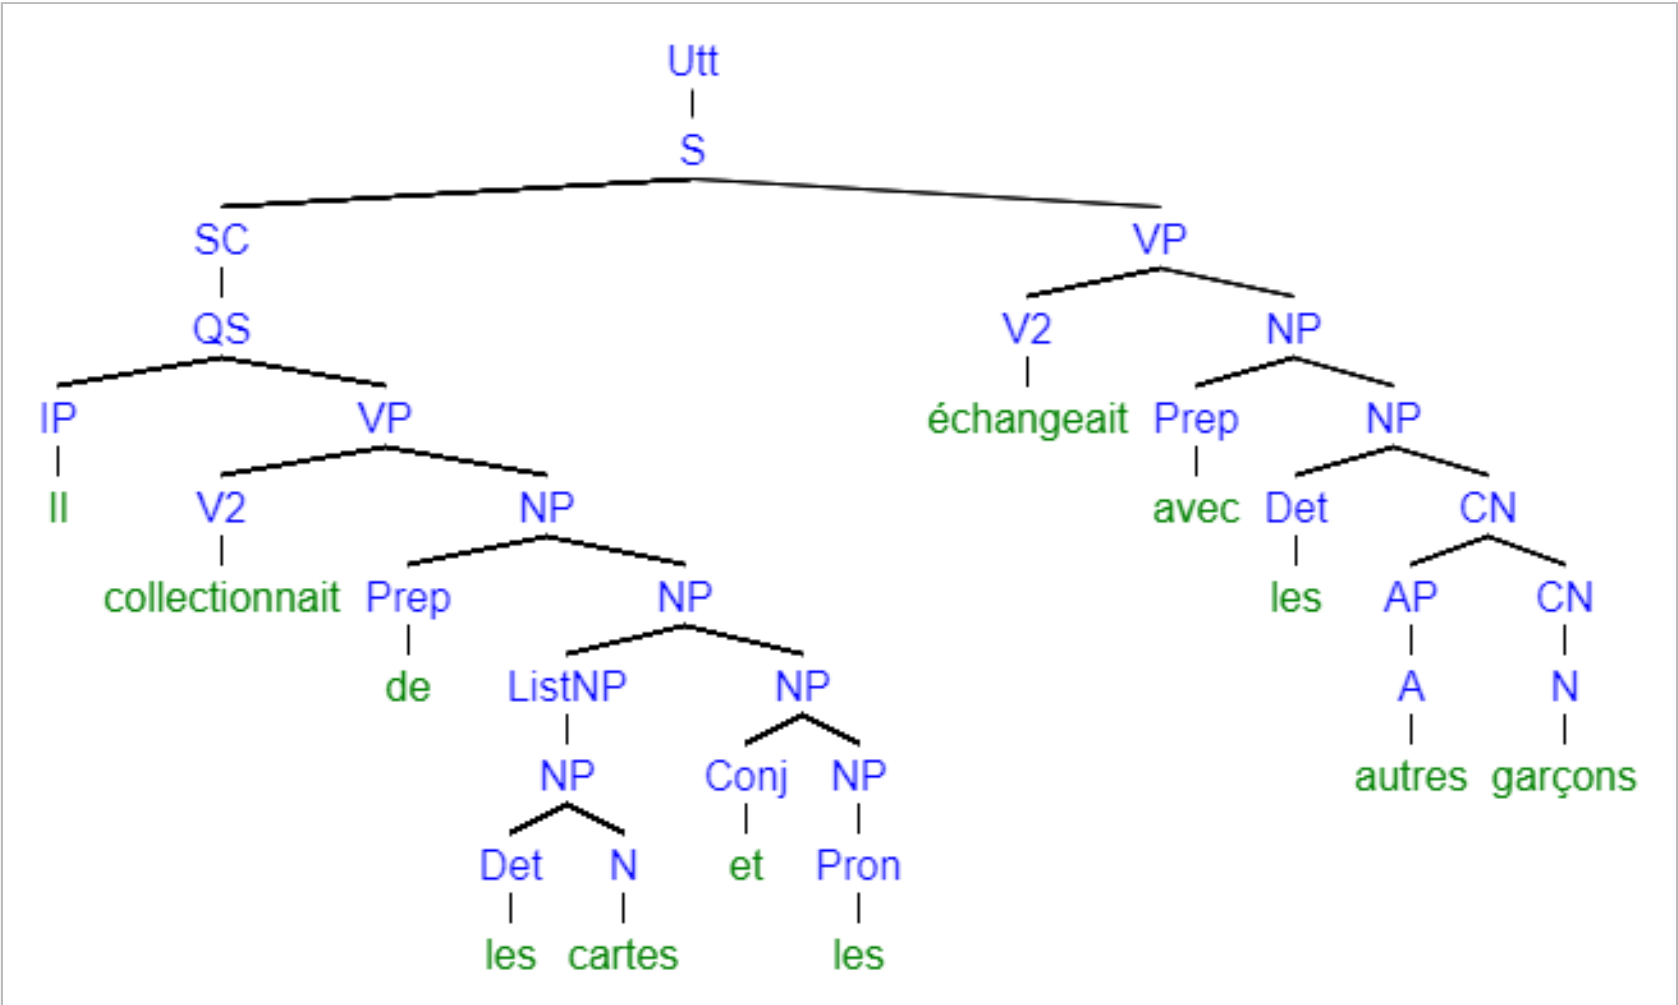 Utt
S
SC VP
QS V2 NP
IP VP échangeait Prep NP
Il V2 NP avec Det CN
collectionnait Prep NP les AP CN
de ListNP NP A N
NP Conj NP autres garçons
Det N et Pron
les cartes les